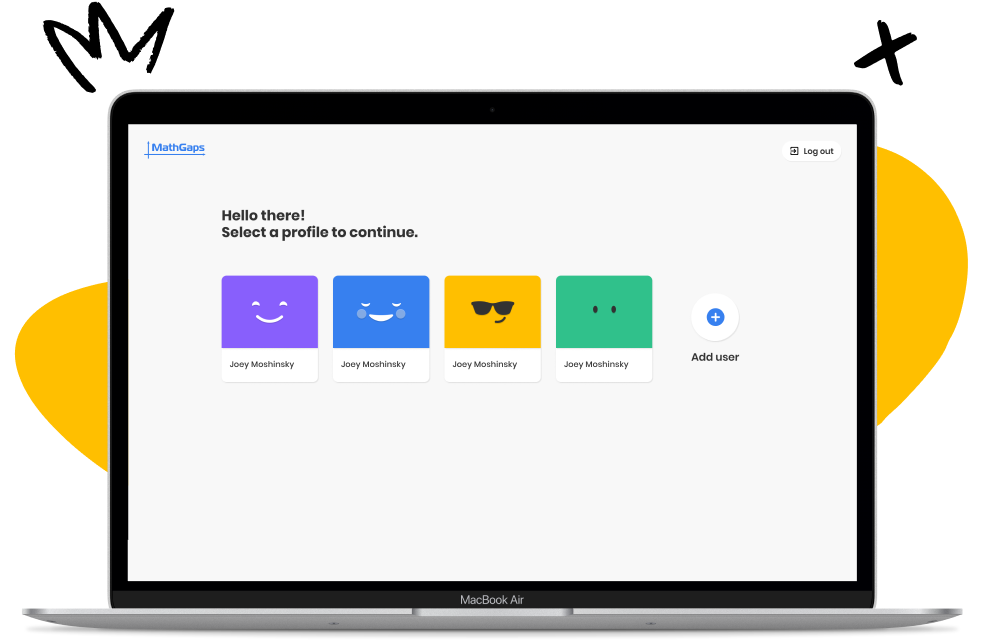 MathGaps
Log out
Hello there!
Select a profile to continue.
Joey Moshinsky
Joey Moshinsky
Joey Moshinsky
Joey Moshinsky
Add user
MacBook Air